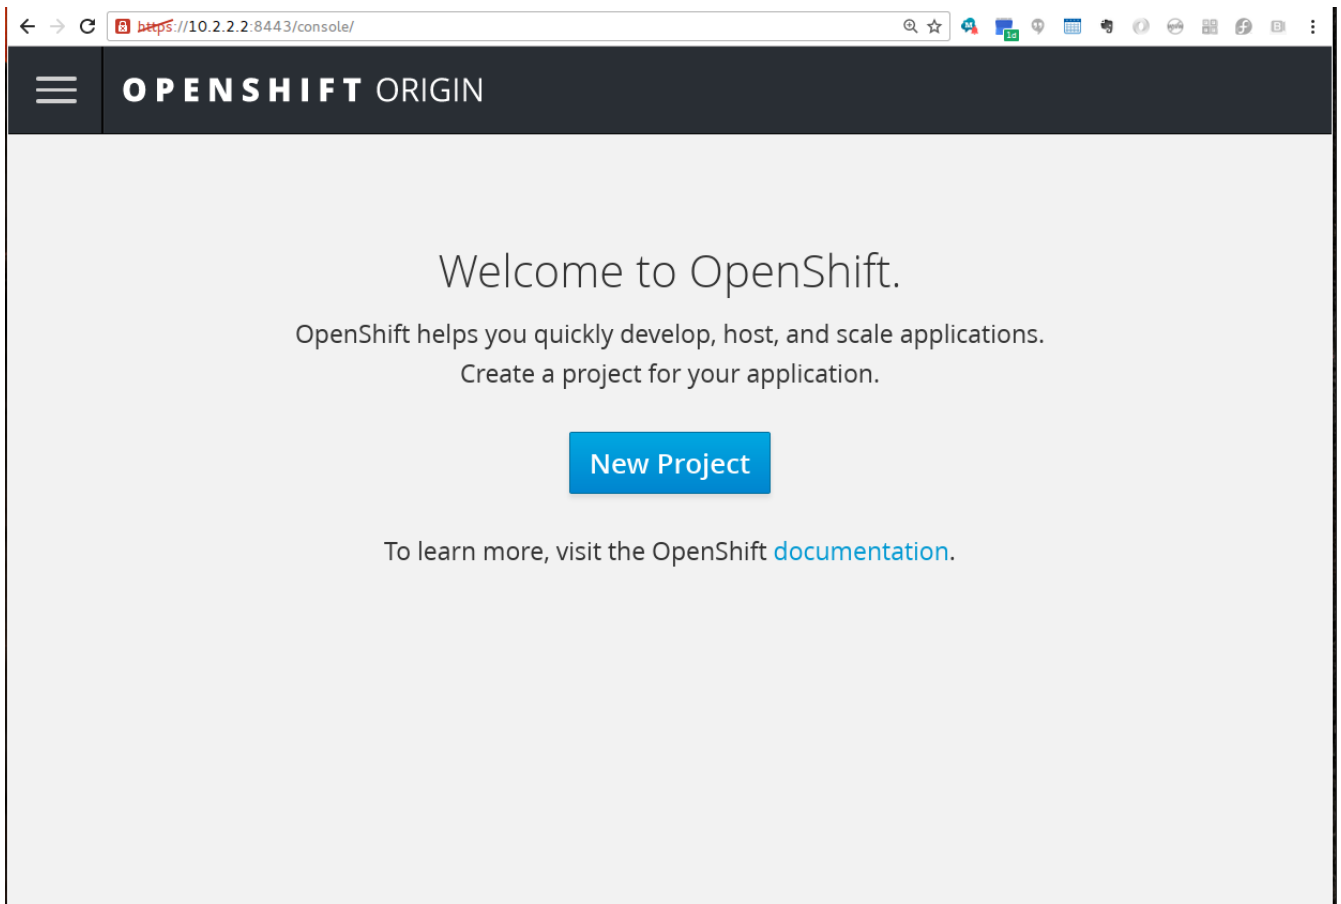 https://10.2.2.2:8443/console/
1d
OPENSHIFT ORIGIN
Welcome to OpenShift.
OpenShift helps you quickly develop, host, and scale applications.
Create a project for your application.
New Project
To learn more, visit the OpenShift documentation.